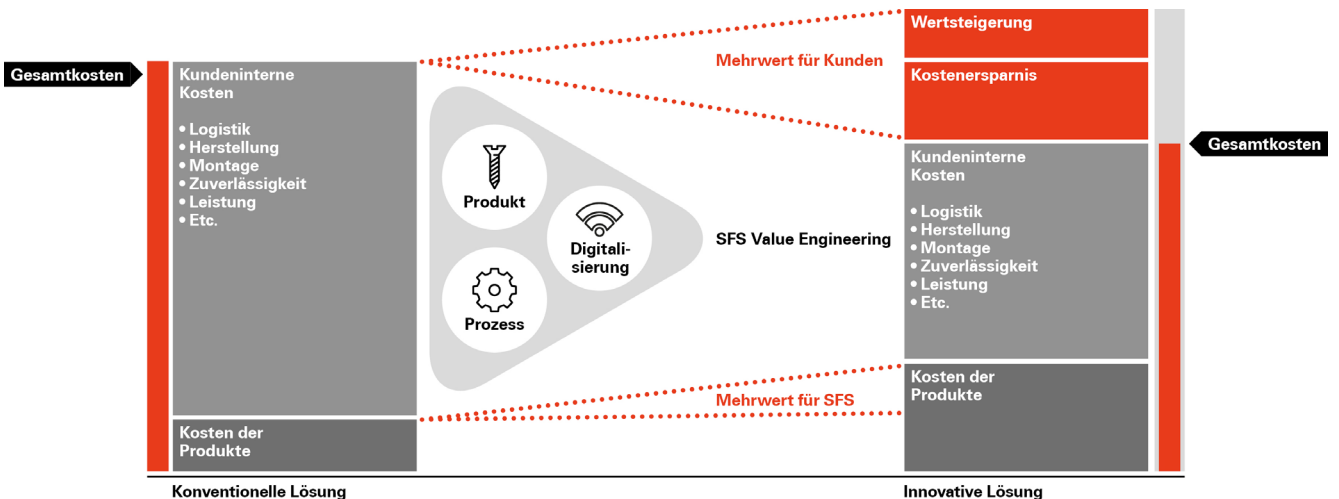 Gesamtkosten
Kundeninterne
Kosten
• Logistik
• Herstellung
• Montage
• Zuverlässigkeit
• Leistung
• Etc.
Kosten der
Produkte
Konventionelle Lösung
Produkt
Digitali-
sierung
Prozess
Mehrwert für Kunden
SFS Value Engineering
Mehrwert für SFS
Wertsteigerung
Kostenersparnis
Kundeninterne
Kosten
• Logistik
• Herstellung
• Montage
• Zuverlässigkeit
• Leistung
• Etc.
Kosten der
Produkte
Innovative Lösung
Gesamtkosten